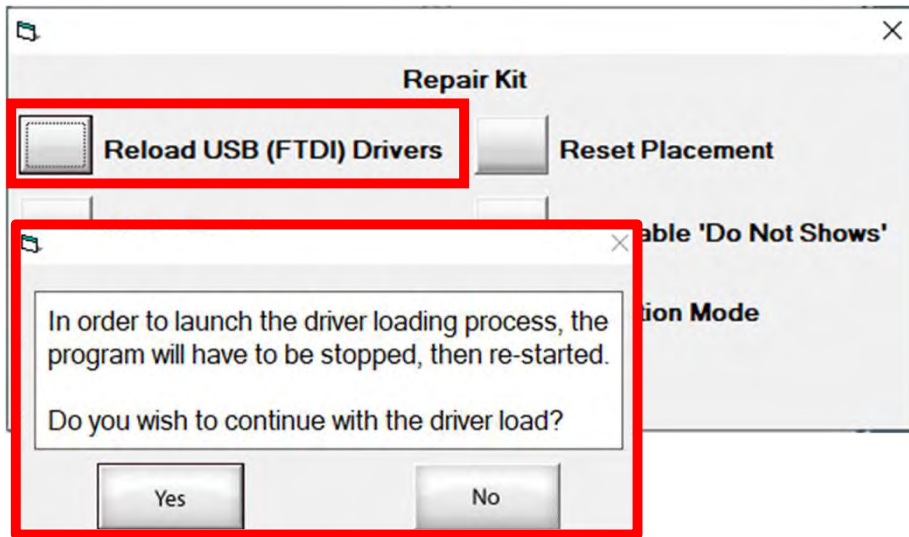 Repair Kit
Reload USB (FTDI) Drivers
Reset Placement
able 'Do Not Shows'
tion Mode
In order to launch the driver loading process, the
program will have to be stopped, then re-started.
Do you wish to continue with the driver load?
Yes
No